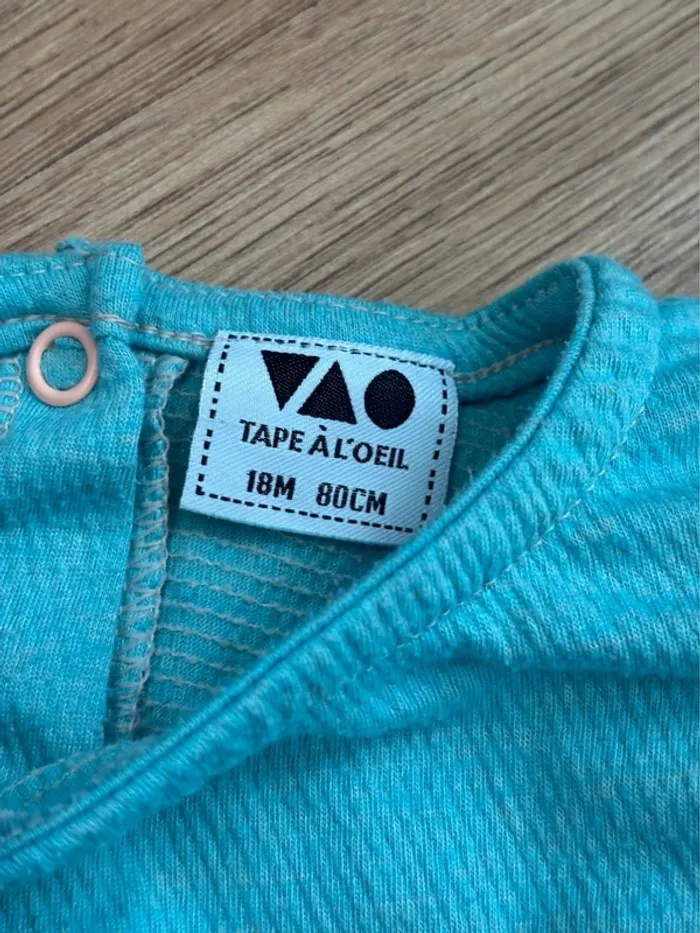 TAPE À L'OEIL
18M 80CM